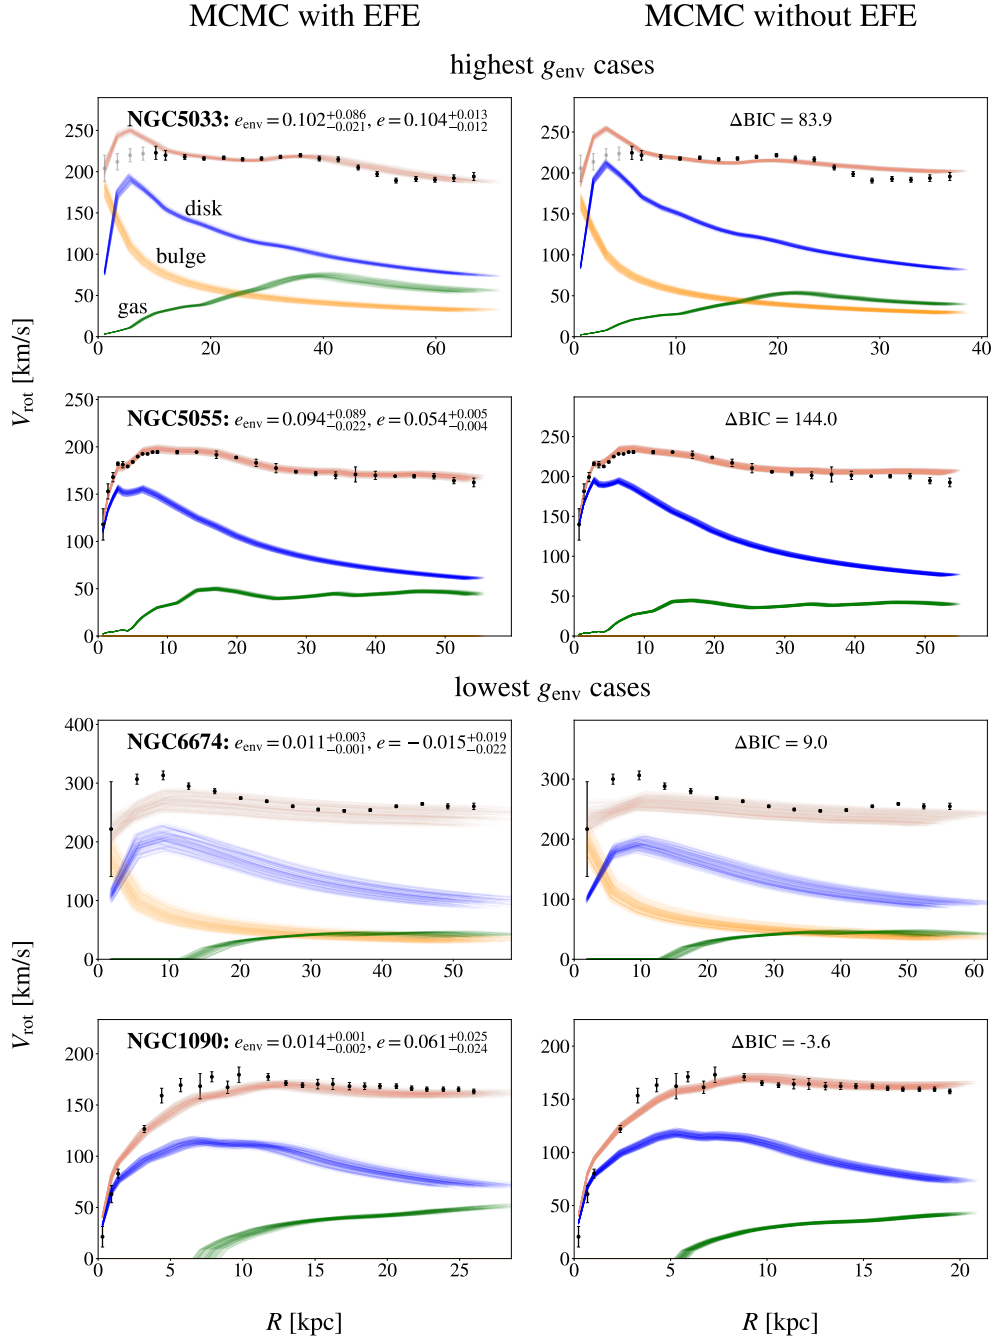 MCMC with EFE MCMC without EFE
highest g_env cases
NGC5033: e_env = 0.102^{+0.086}_{−0.021}, e = 0.104^{+0.013}_{−0.012}
ΔBIC = 83.9
250
200
150
100
50
0
disk
bulge
gas
0 20 40 60
250
200
150
100
50
0
0 10 20 30 40
V_rot [km/s]
NGC5055: e_env = 0.094^{+0.089}_{−0.022}, e = 0.054^{+0.005}_{−0.004}
ΔBIC = 144.0
250
200
150
100
50
0
0 10 20 30 40 50
250
200
150
100
50
0
0 10 20 30 40 50
lowest g_env cases
NGC6674: e_env = 0.011^{+0.003}_{−0.001}, e = −0.015^{+0.019}_{−0.022}
ΔBIC = 9.0
400
300
200
100
0
0 10 20 30 40 50
300
200
100
0
0 10 20 30 40 50 60
V_rot [km/s]
NGC1090: e_env = 0.014^{+0.001}_{−0.002}, e = 0.061^{+0.025}_{−0.024}
ΔBIC = -3.6
200
150
100
50
0
0 5 10 15 20 25
200
150
100
50
0
0 5 10 15 20
R [kpc] R [kpc]